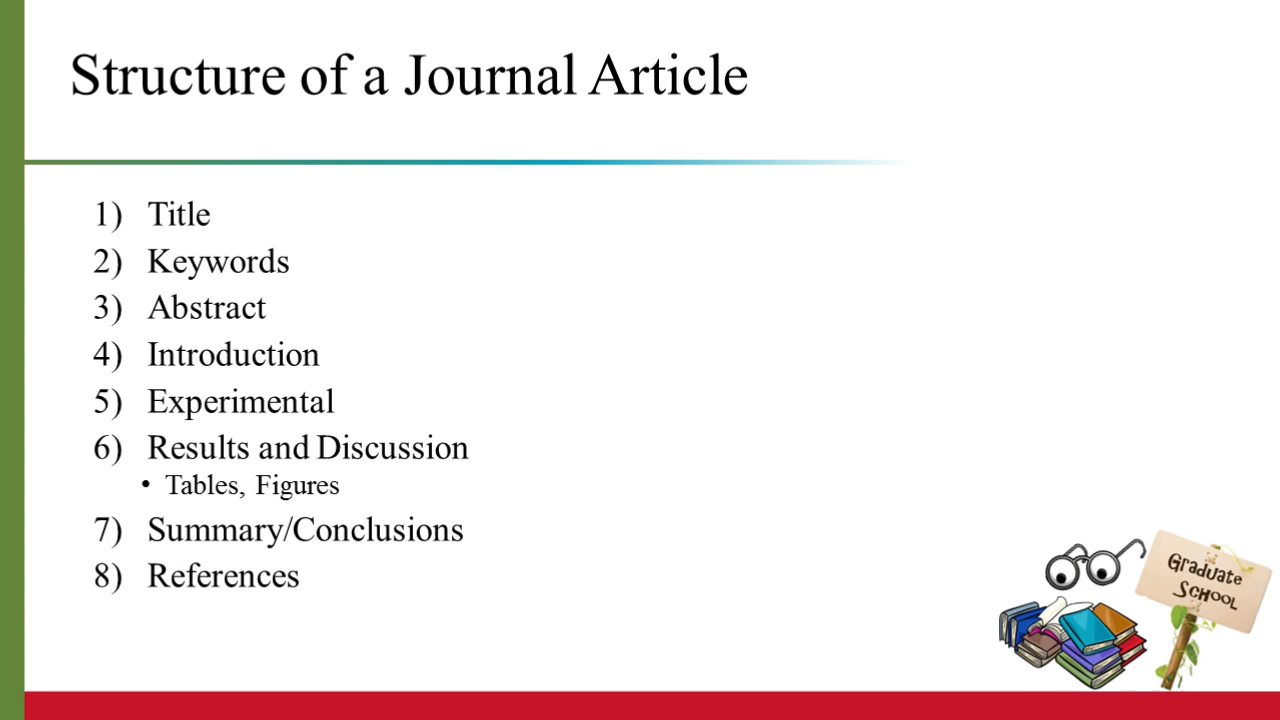 Structure of a Journal Article
1) Title
2) Keywords
3) Abstract
4) Introduction
5) Experimental
6) Results and Discussion
• Tables, Figures
7) Summary/Conclusions
8) References
Graduate
SCHOOL